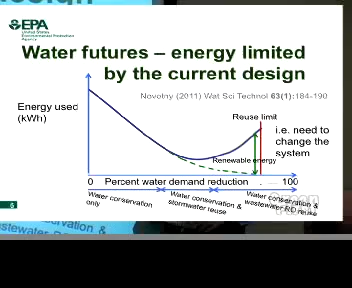 EPA
United States
Environmental Protection
Agency
Water futures – energy limited
by the current design
Novotny (2011) Wat Sci Technol 63(1):184-190
Energy used
(kWh)
Reuse limit
i.e. need to
change the
system
Renewable energy
0 Percent water demand reduction 100
Water conservation
only
Water conservation &
stormwater reuse
Water conservation &
wastewater RO reuse
6